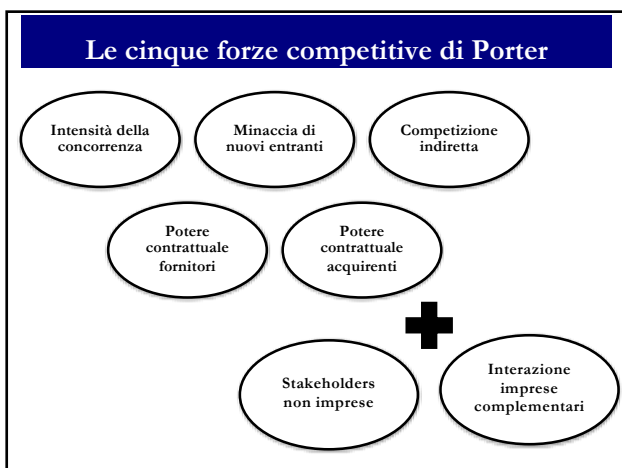 Le cinque forze competitive di Porter
Intensità della
concorrenza
Minaccia di
nuovi entranti
Competizione
indiretta
Potere
contrattuale
fornitori
Potere
contrattuale
acquirenti
Stakeholders
non imprese
Interazione
imprese
complementari